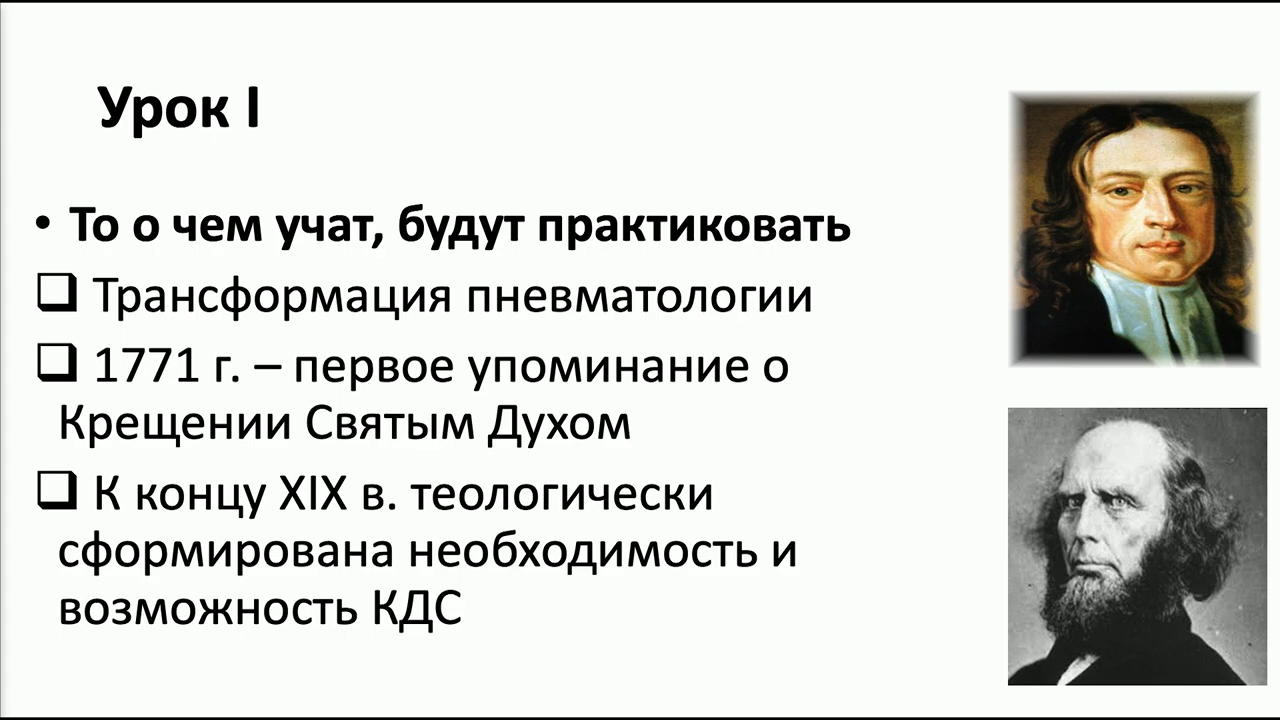 Урок I
• То о чем учат, будут практиковать
❑ Трансформация пневматологии
❑ 1771 г. – первое упоминание о
Крещении Святым Духом
❑ К концу XIX в. теологически
сформирована необходимость и
возможность КДС